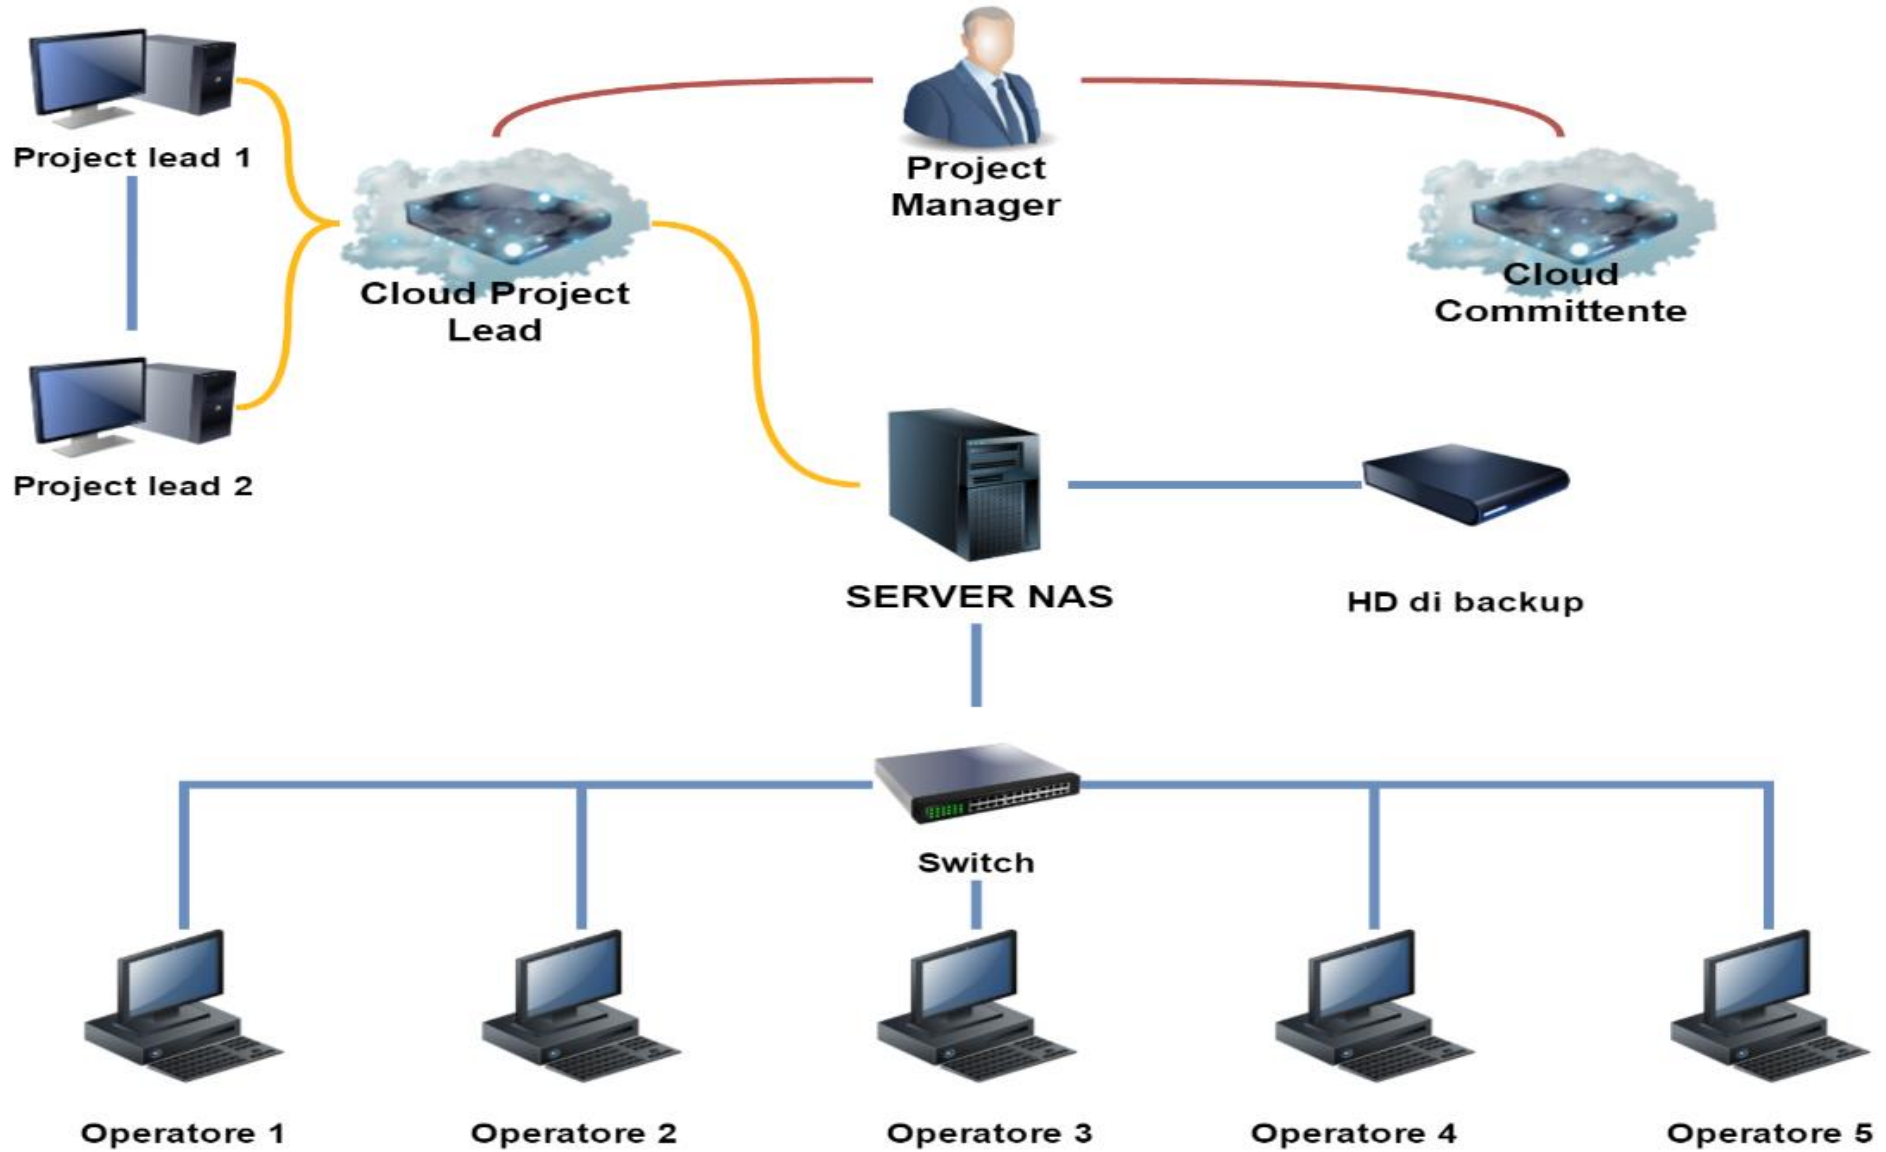 Project lead 1
Project
Manager
Cloud Project
Lead
Cloud
Committente
Project lead 2
SERVER NAS
HD di backup
Switch
Operatore 1
Operatore 2
Operatore 3
Operatore 4
Operatore 5